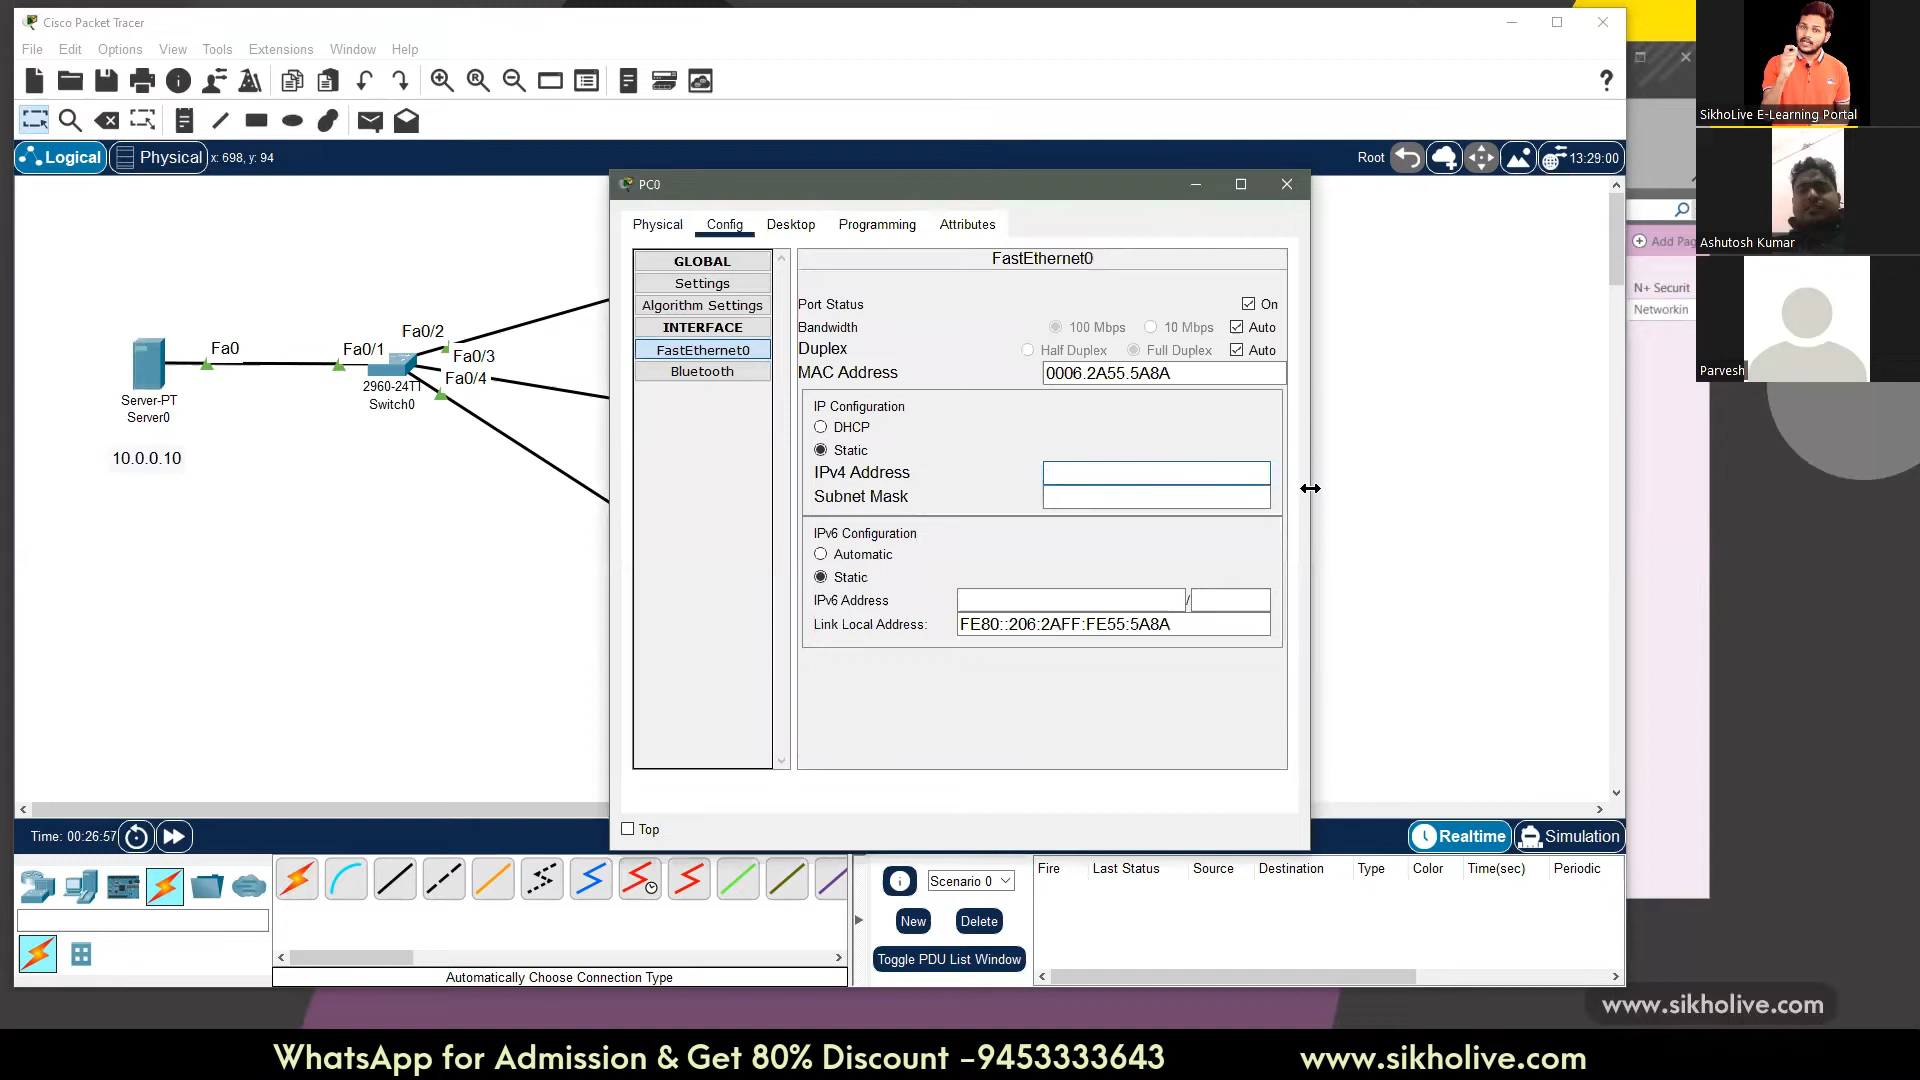 Cisco Packet Tracer
File Edit Options View Tools Extensions Window Help
Logical Physical x: 698, y: 94
Root 13:29:00
PC0
Physical Config Desktop Programming Attributes
GLOBAL
Settings
Algorithm Settings
INTERFACE
FastEthernet0
Bluetooth
FastEthernet0
Port Status On
Bandwidth 100 Mbps 10 Mbps Auto
Duplex Half Duplex Full Duplex Auto
MAC Address 0006.2A55.5A8A
IP Configuration
DHCP
Static
IPv4 Address
Subnet Mask
IPv6 Configuration
Automatic
Static
IPv6 Address /
Link Local Address: FE80::206:2AFF:FE55:5A8A
Top
Fa0
Fa0/1
Fa0/2
Fa0/3
Fa0/4
2960-24TT
Switch0
Server-PT
Server0
10.0.0.10
Time: 00:26:57
Realtime Simulation
Scenario 0
New Delete
Toggle PDU List Window
Fire Last Status Source Destination Type Color Time(sec) Periodic
Automatically Choose Connection Type
SikhoLive E-Learning Portal
Ashutosh Kumar
Parvesh
Add Pag
N+ Securit
Networkin
www.sikholive.com
WhatsApp for Admission & Get 80% Discount –9453333643 www.sikholive.com